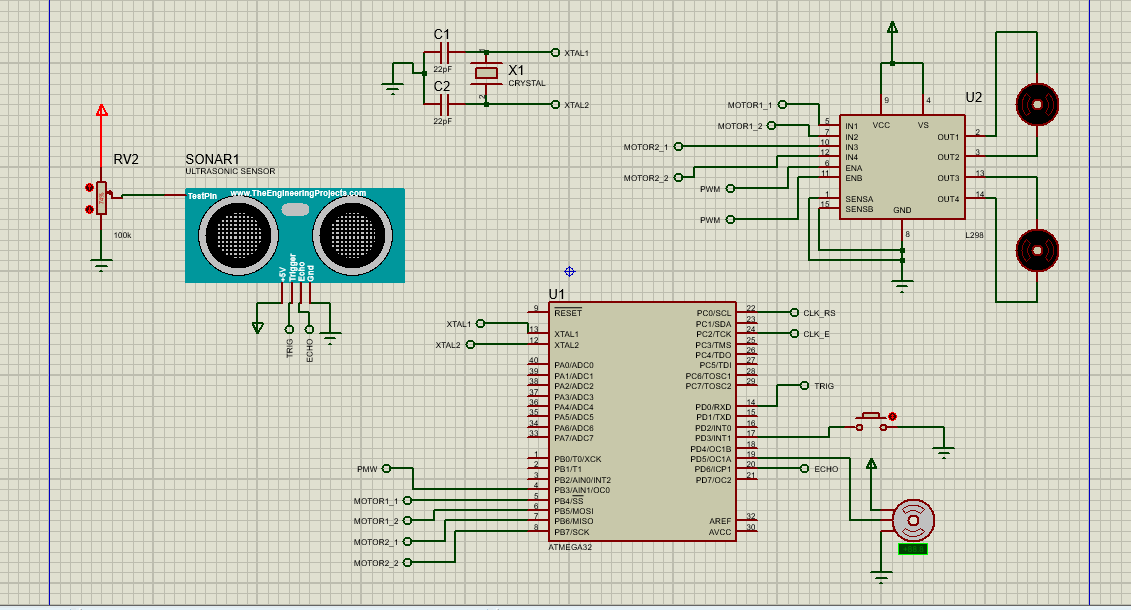 C1
22pF
C2
22pF
1
2
X1
CRYSTAL
XTAL1
XTAL2
RV2
100k
SONAR1
ULTRASONIC SENSOR
TestPin
www.TheEngineeringProjects.com
+5V
Trigger
Echo
Gnd
TRIG
ECHO
MOTOR1_1
MOTOR1_2
MOTOR2_1
MOTOR2_2
PWM
PWM
U2
9
4
VCC
VS
5 IN1
7 IN2
10 IN3
12 IN4
6 ENA
11 ENB
1 SENSA
15 SENSB
GND
8
OUT1 2
OUT2 3
OUT3 13
OUT4 14
L298
U1
XTAL1
XTAL2
9 RESET
13 XTAL1
12 XTAL2
40 PA0/ADC0
39 PA1/ADC1
38 PA2/ADC2
37 PA3/ADC3
36 PA4/ADC4
35 PA5/ADC5
34 PA6/ADC6
33 PA7/ADC7
1 PB0/T0/XCK
2 PB1/T1
3 PB2/AIN0/INT2
4 PB3/AIN1/OC0
5 PB4/SS
6 PB5/MOSI
7 PB6/MISO
8 PB7/SCK
PMW
MOTOR1_1
MOTOR1_2
MOTOR2_1
MOTOR2_2
PC0/SCL 22
PC1/SDA 23
PC2/TCK 24
PC3/TMS 25
PC4/TDO 26
PC5/TDI 27
PC6/TOSC1 28
PC7/TOSC2 29
PD0/RXD 14
PD1/TXD 15
PD2/INT0 16
PD3/INT1 17
PD4/OC1B 18
PD5/OC1A 19
PD6/ICP1 20
PD7/OC2 21
AREF 32
AVCC 30
CLK_RS
CLK_E
TRIG
ECHO
ATMEGA32